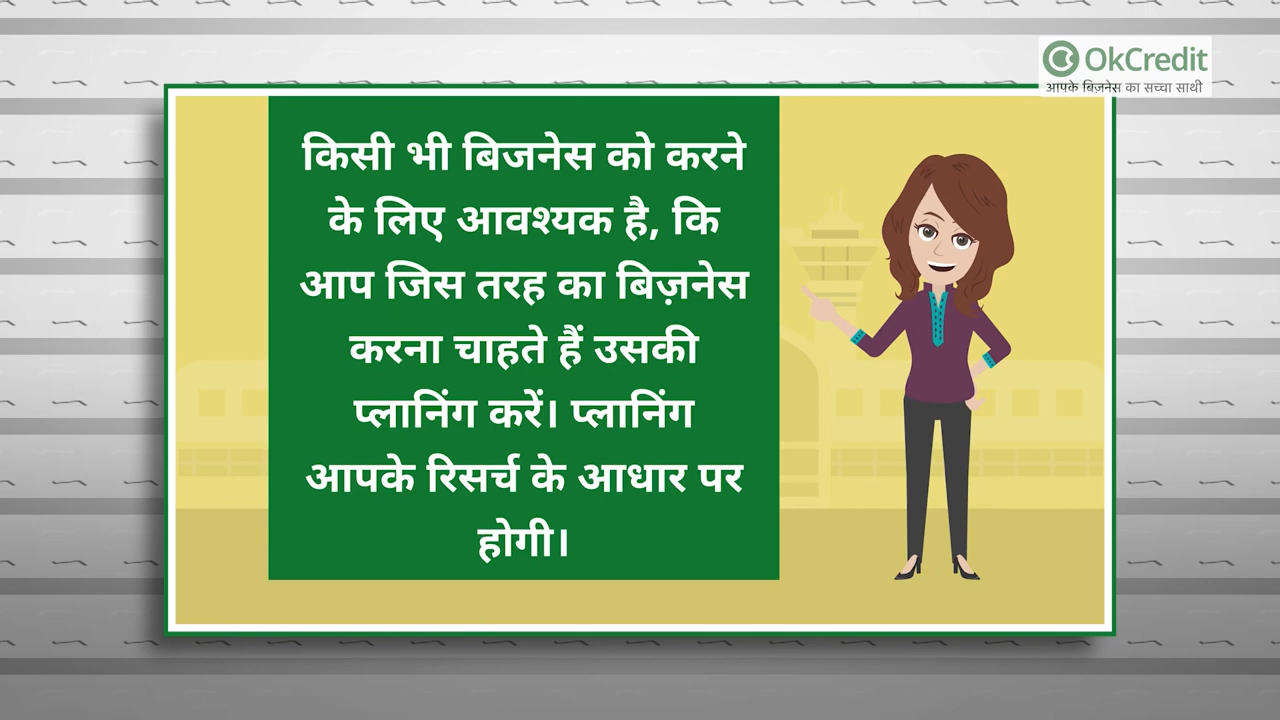 OkCredit
आपके बिज़नेस का सच्चा साथी
किसी भी बिजनेस को करने
के लिए आवश्यक है, कि
आप जिस तरह का बिज़नेस
करना चाहते हैं उसकी
प्लानिंग करें। प्लानिंग
आपके रिसर्च के आधार पर
होगी।